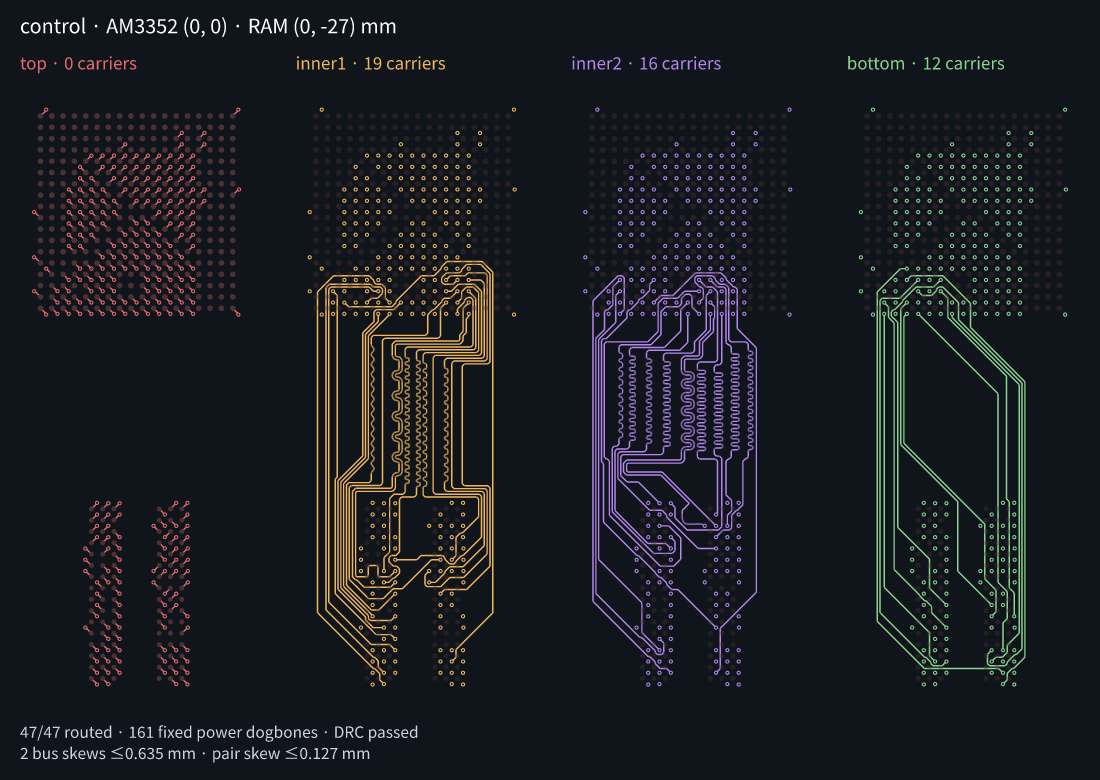 control · AM3352 (0, 0) · RAM (0, -27) mm
top · 0 carriers
inner1 · 19 carriers
inner2 · 16 carriers
bottom · 12 carriers
47/47 routed · 161 fixed power dogbones · DRC passed
2 bus skews ≤0.635 mm · pair skew ≤0.127 mm